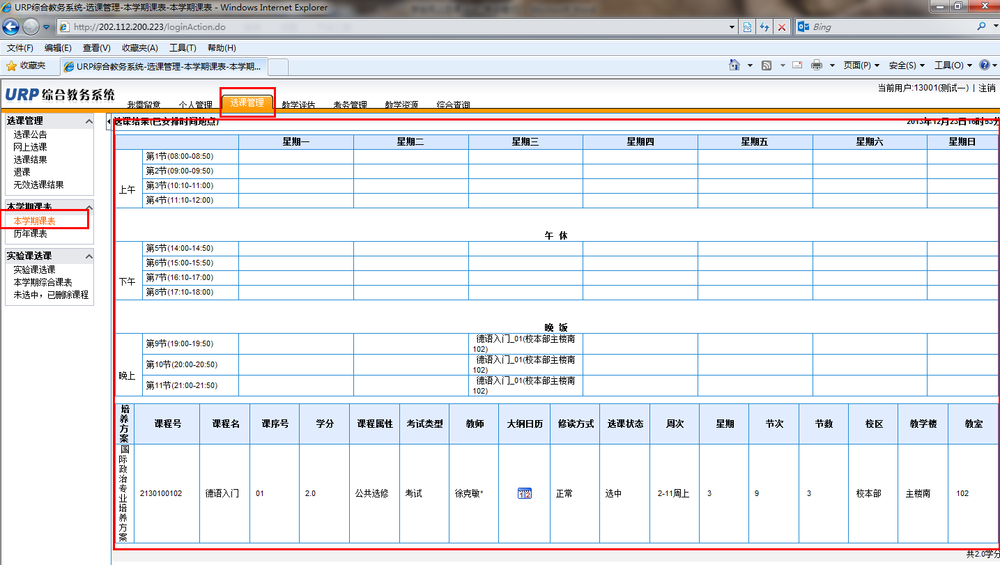 URP综合教务系统-选课管理-本学期课表-本学期课表 - Windows Internet Explorer
http://202.112.200.223/loginAction.do
Bing
文件(F) 编辑(E) 查看(V) 收藏夹(A) 工具(T) 帮助(H)
收藏夹 URP综合教务系统-选课管理-本学期课表-本学期... 页面(P) 安全(S) 工具(O)
URP综合教务系统
当前用户:13001(测试一) | 注销
我需留意 个人管理 选课管理 教学评估 考务管理 教学资源 综合查询
选课管理
选课公告
网上选课
选课结果
退课
无效选课结果
本学期课表
本学期课表
历年课表
实验课选课
实验课选课
本学期综合课表
未选中，已删除课程
选课结果(已安排时间地点) 2013年12月23日16时53分
星期一 星期二 星期三 星期四 星期五 星期六 星期日
上午
第1节(08:00-08:50)
第2节(09:00-09:50)
第3节(10:10-11:00)
第4节(11:10-12:00)
午 休
下午
第5节(14:00-14:50)
第6节(15:00-15:50)
第7节(16:10-17:00)
第8节(17:10-18:00)
晚 饭
晚上
第9节(19:00-19:50) 德语入门_01(校本部主楼南
102)
第10节(20:00-20:50) 德语入门_01(校本部主楼南
102)
第11节(21:00-21:50) 德语入门_01(校本部主楼南
102)
培养方案 课程号 课程名 课序号 学分 课程属性 考试类型 教师 大纲日历 修读方式 选课状态 周次 星期 节次 节数 校区 教学楼 教室
国际政治专业培养方案 2130100102 德语入门 01 2.0 公共选修 考试 徐克敏* 正常 选中 2-11周上 3 9 3 校本部 主楼南 102
共2.0学分